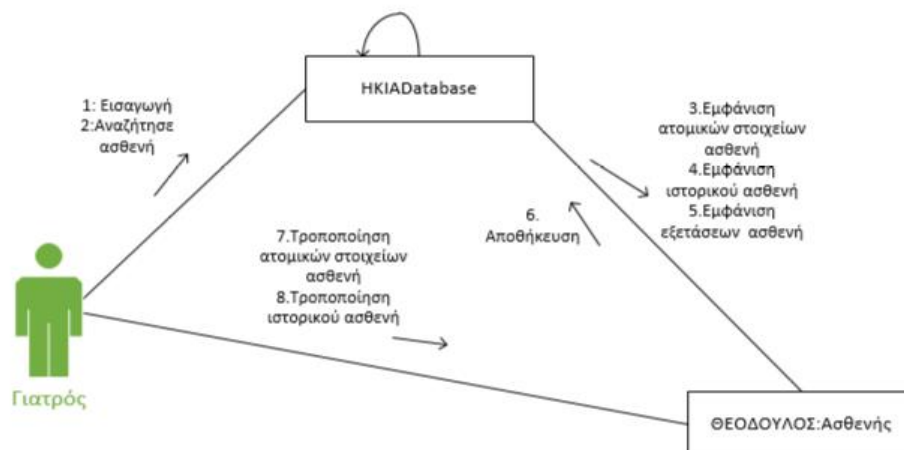 HKIADatabase
1: Εισαγωγή
2:Αναζήτησε
ασθενή
3.Εμφάνιση
ατομικών στοιχείων
ασθενή
4.Εμφάνιση
ιστορικού ασθενή
5.Εμφάνιση
εξετάσεων ασθενή
6.
Αποθήκευση
7.Τροποποίηση
ατομικών στοιχείων
ασθενή
8.Τροποποίηση
ιστορικού ασθενή
Γιατρός
ΘΕΟΔΟΥΛΟΣ:Ασθενής